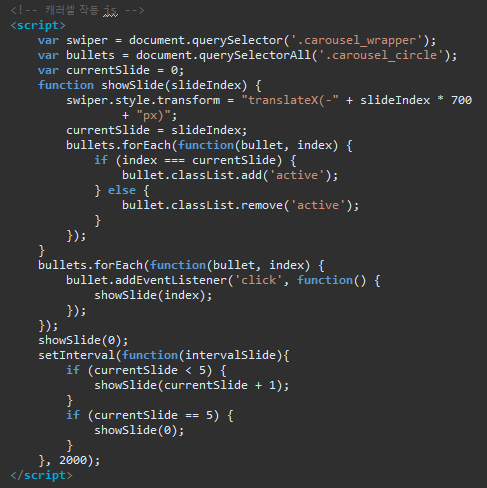 <!-- 캐러셀 작동 js -->
<script>
    var swiper = document.querySelector('.carousel_wrapper');
    var bullets = document.querySelectorAll('.carousel_circle');
    var currentSlide = 0;
    function showSlide(slideIndex) {
        swiper.style.transform = "translateX(-" + slideIndex * 700
                + "px)";
        currentSlide = slideIndex;
        bullets.forEach(function(bullet, index) {
            if (index === currentSlide) {
                bullet.classList.add('active');
            } else {
                bullet.classList.remove('active');
            }
        });
    }
    bullets.forEach(function(bullet, index) {
        bullet.addEventListener('click', function() {
            showSlide(index);
        });
    });
    showSlide(0);
    setInterval(function(intervalSlide){
        if (currentSlide < 5) {
            showSlide(currentSlide + 1);
        }
        if (currentSlide == 5) {
            showSlide(0);
        }
    }, 2000);
</script>